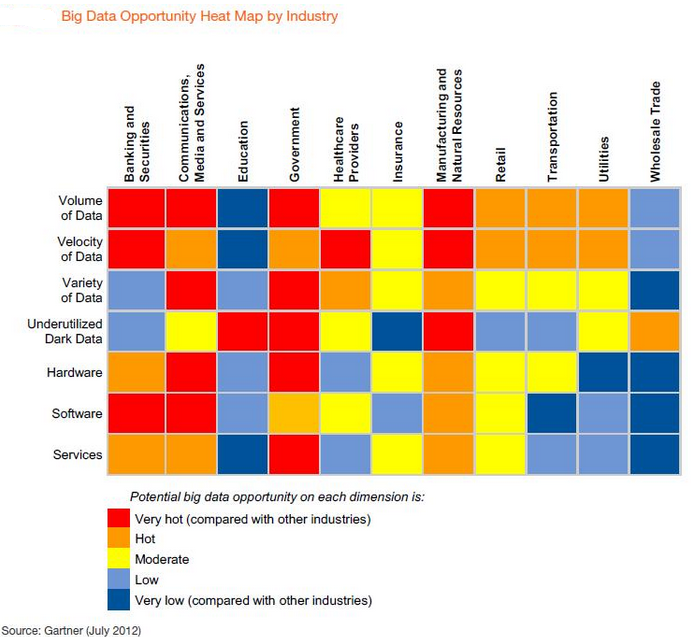 Big Data Opportunity Heat Map by Industry
Banking and
Securities
Communications,
Media and Services
Education
Government
Healthcare
Providers
Insurance
Manufacturing and
Natural Resources
Retail
Transportation
Utilities
Wholesale Trade
Volume
of Data
Velocity
of Data
Variety
of Data
Underutilized
Dark Data
Hardware
Software
Services
Potential big data opportunity on each dimension is:
Very hot (compared with other industries)
Hot
Moderate
Low
Very low (compared with other industries)
Source: Gartner (July 2012)